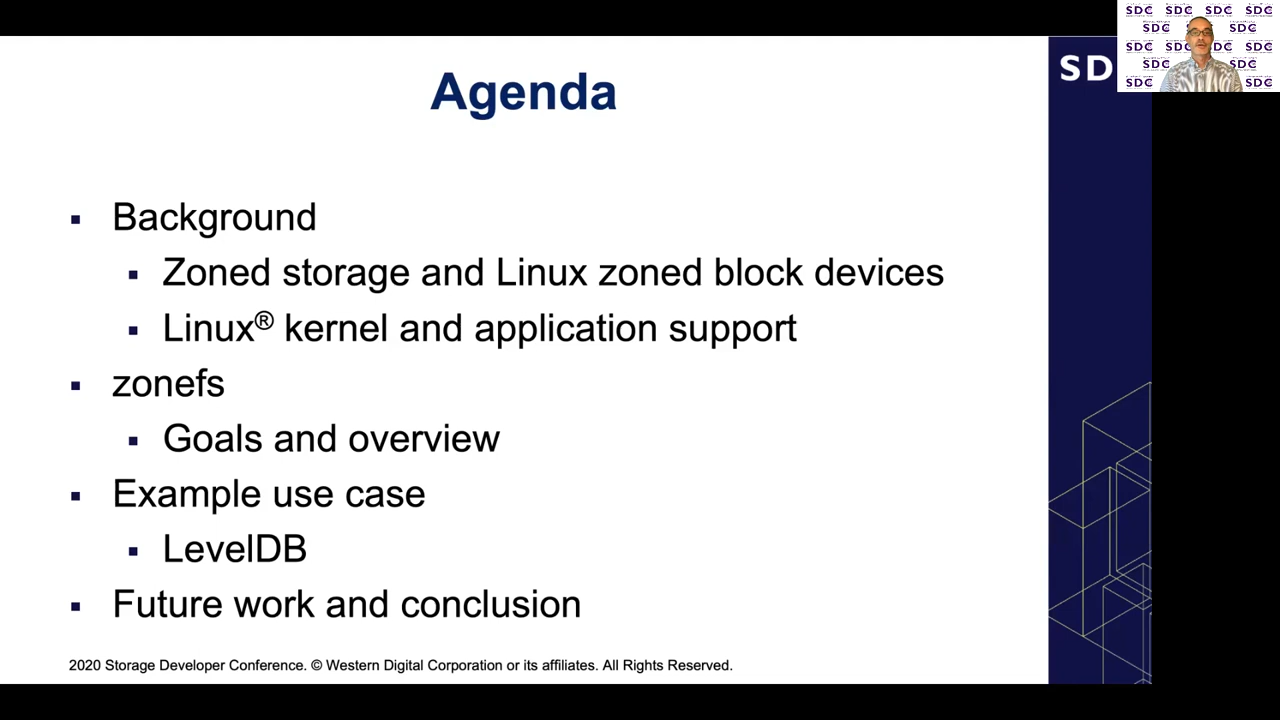 Agenda
SD
▪ Background
▪ Zoned storage and Linux zoned block devices
▪ Linux® kernel and application support
▪ zonefs
▪ Goals and overview
▪ Example use case
▪ LevelDB
▪ Future work and conclusion
2020 Storage Developer Conference. © Western Digital Corporation or its affiliates. All Rights Reserved.
SDC SDC SDC SDC
SDC SDC
SDC SDC SDC SDC
SDC SDC
SDC SDC